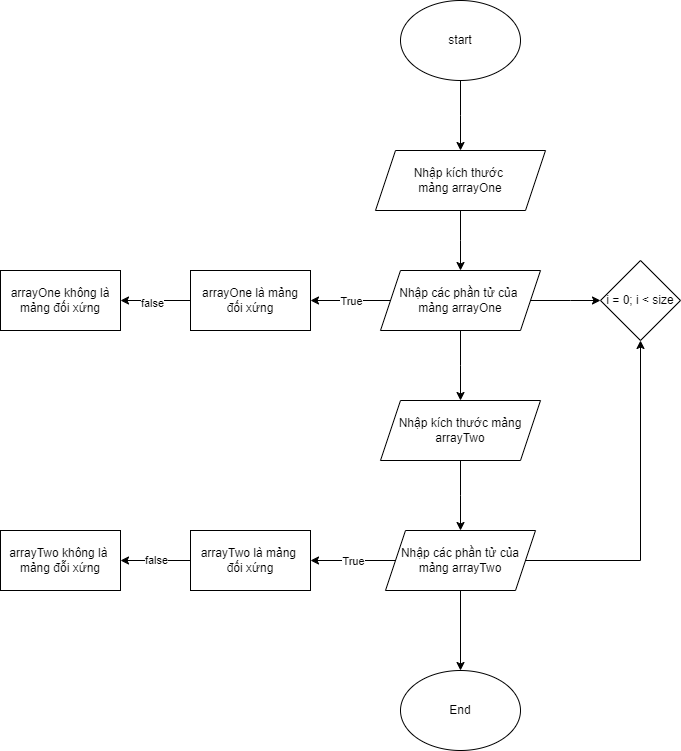 start
Nhập kích thước
mảng arrayOne
arrayOne không là
mảng đối xứng
false
arrayOne là mảng
đối xứng
True
Nhập các phần tử của
mảng arrayOne
i = 0; i < size
Nhập kích thước mảng
arrayTwo
arrayTwo không là
mảng đỗi xứng
false
arrayTwo là mảng
đối xứng
True
Nhập các phần tử của
mảng arrayTwo
End